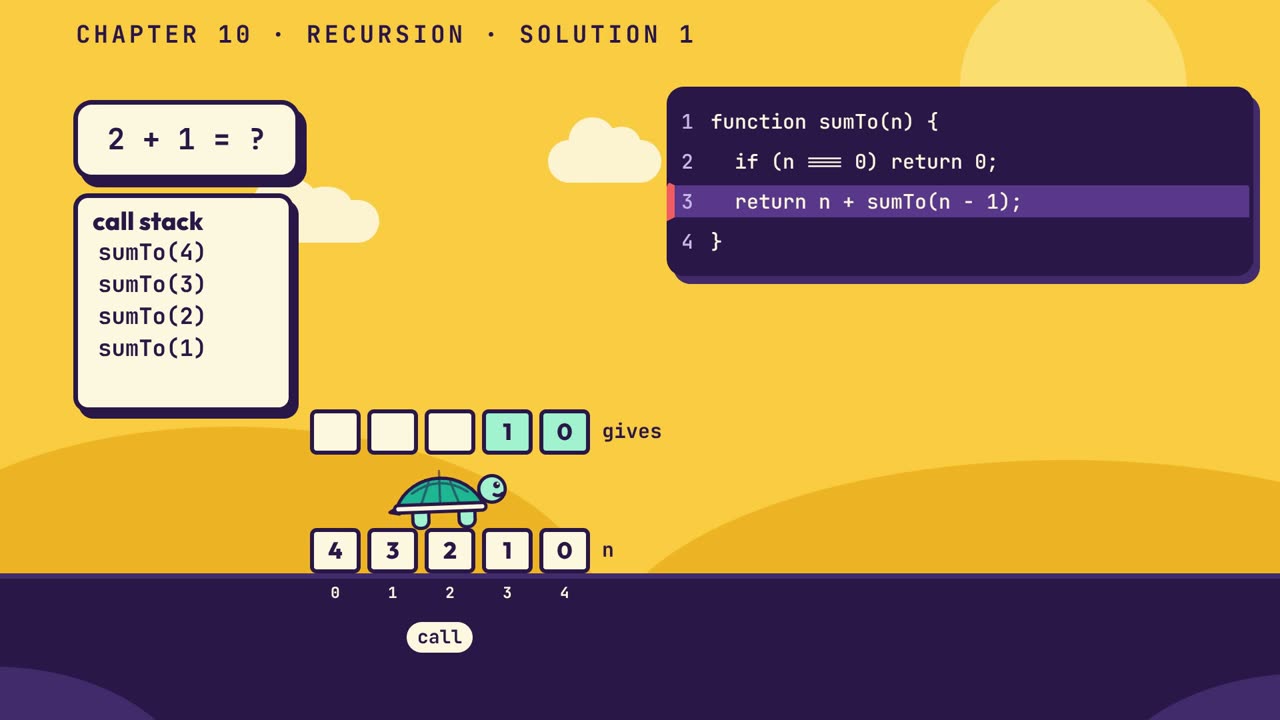 CHAPTER 10 · RECURSION · SOLUTION 1
2 + 1 = ?
call stack
sumTo(4)
sumTo(3)
sumTo(2)
sumTo(1)
1 function sumTo(n) {
2 if (n === 0) return 0;
3 return n + sumTo(n - 1);
4 }
1 0 gives
4 3 2 1 0 n
0 1 2 3 4
call